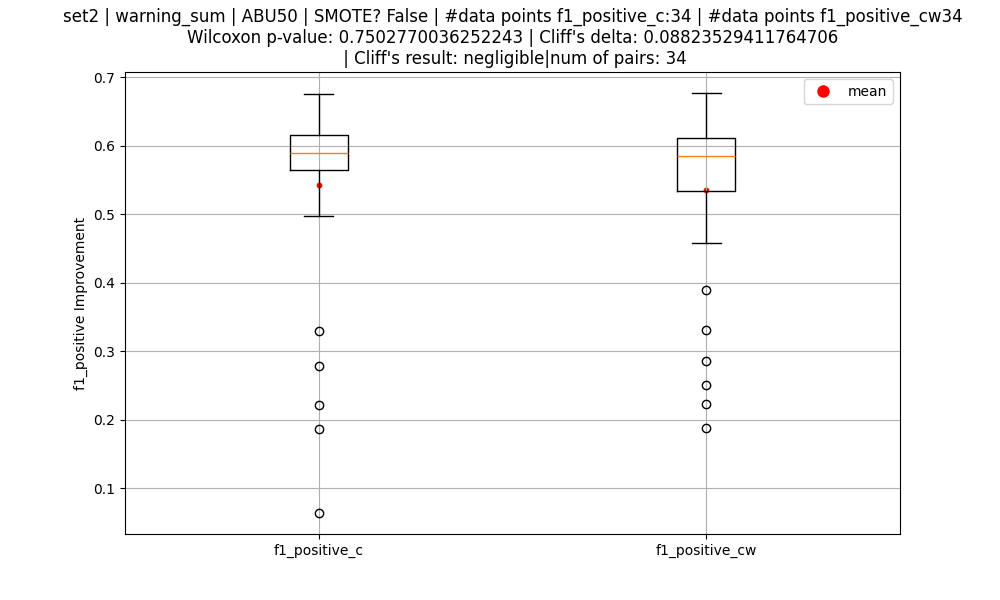 set2 | warning_sum | ABU50 | SMOTE? False | #data points f1_positive_c:34 | #data points f1_positive_cw34
Wilcoxon p-value: 0.7502770036252243 | Cliff's delta: 0.08823529411764706
| Cliff's result: negligible|num of pairs: 34
mean
f1_positive Improvement
0.7
0.6
0.5
0.4
0.3
0.2
0.1
f1_positive_c
f1_positive_cw